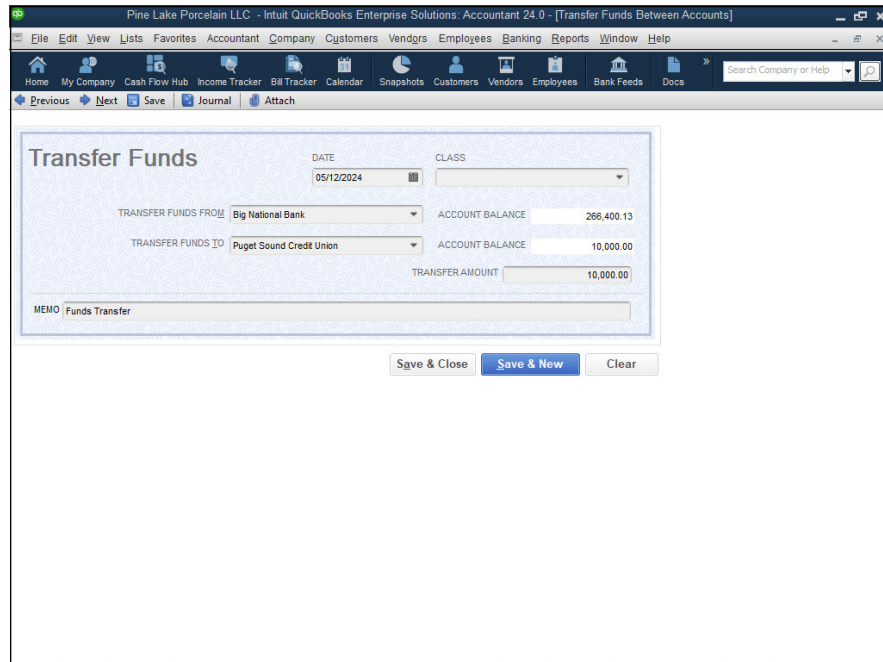 qb Pine Lake Porcelain LLC - Intuit QuickBooks Enterprise Solutions: Accountant 24.0 - [Transfer Funds Between Accounts]
File Edit View Lists Favorites Accountant Company Customers Vendors Employees Banking Reports Window Help
Home My Company Cash Flow Hub Income Tracker Bill Tracker 31 Calendar Snapshots Customers Vendors Employees Bank Feeds Docs » Search Company or Help
Previous Next Save Journal Attach
Transfer Funds
DATE CLASS
05/12/2024
TRANSFER FUNDS FROM Big National Bank ACCOUNT BALANCE 266,400.13
TRANSFER FUNDS TO Puget Sound Credit Union ACCOUNT BALANCE 10,000.00
TRANSFER AMOUNT 10,000.00
MEMO Funds Transfer
Save & Close Save & New Clear